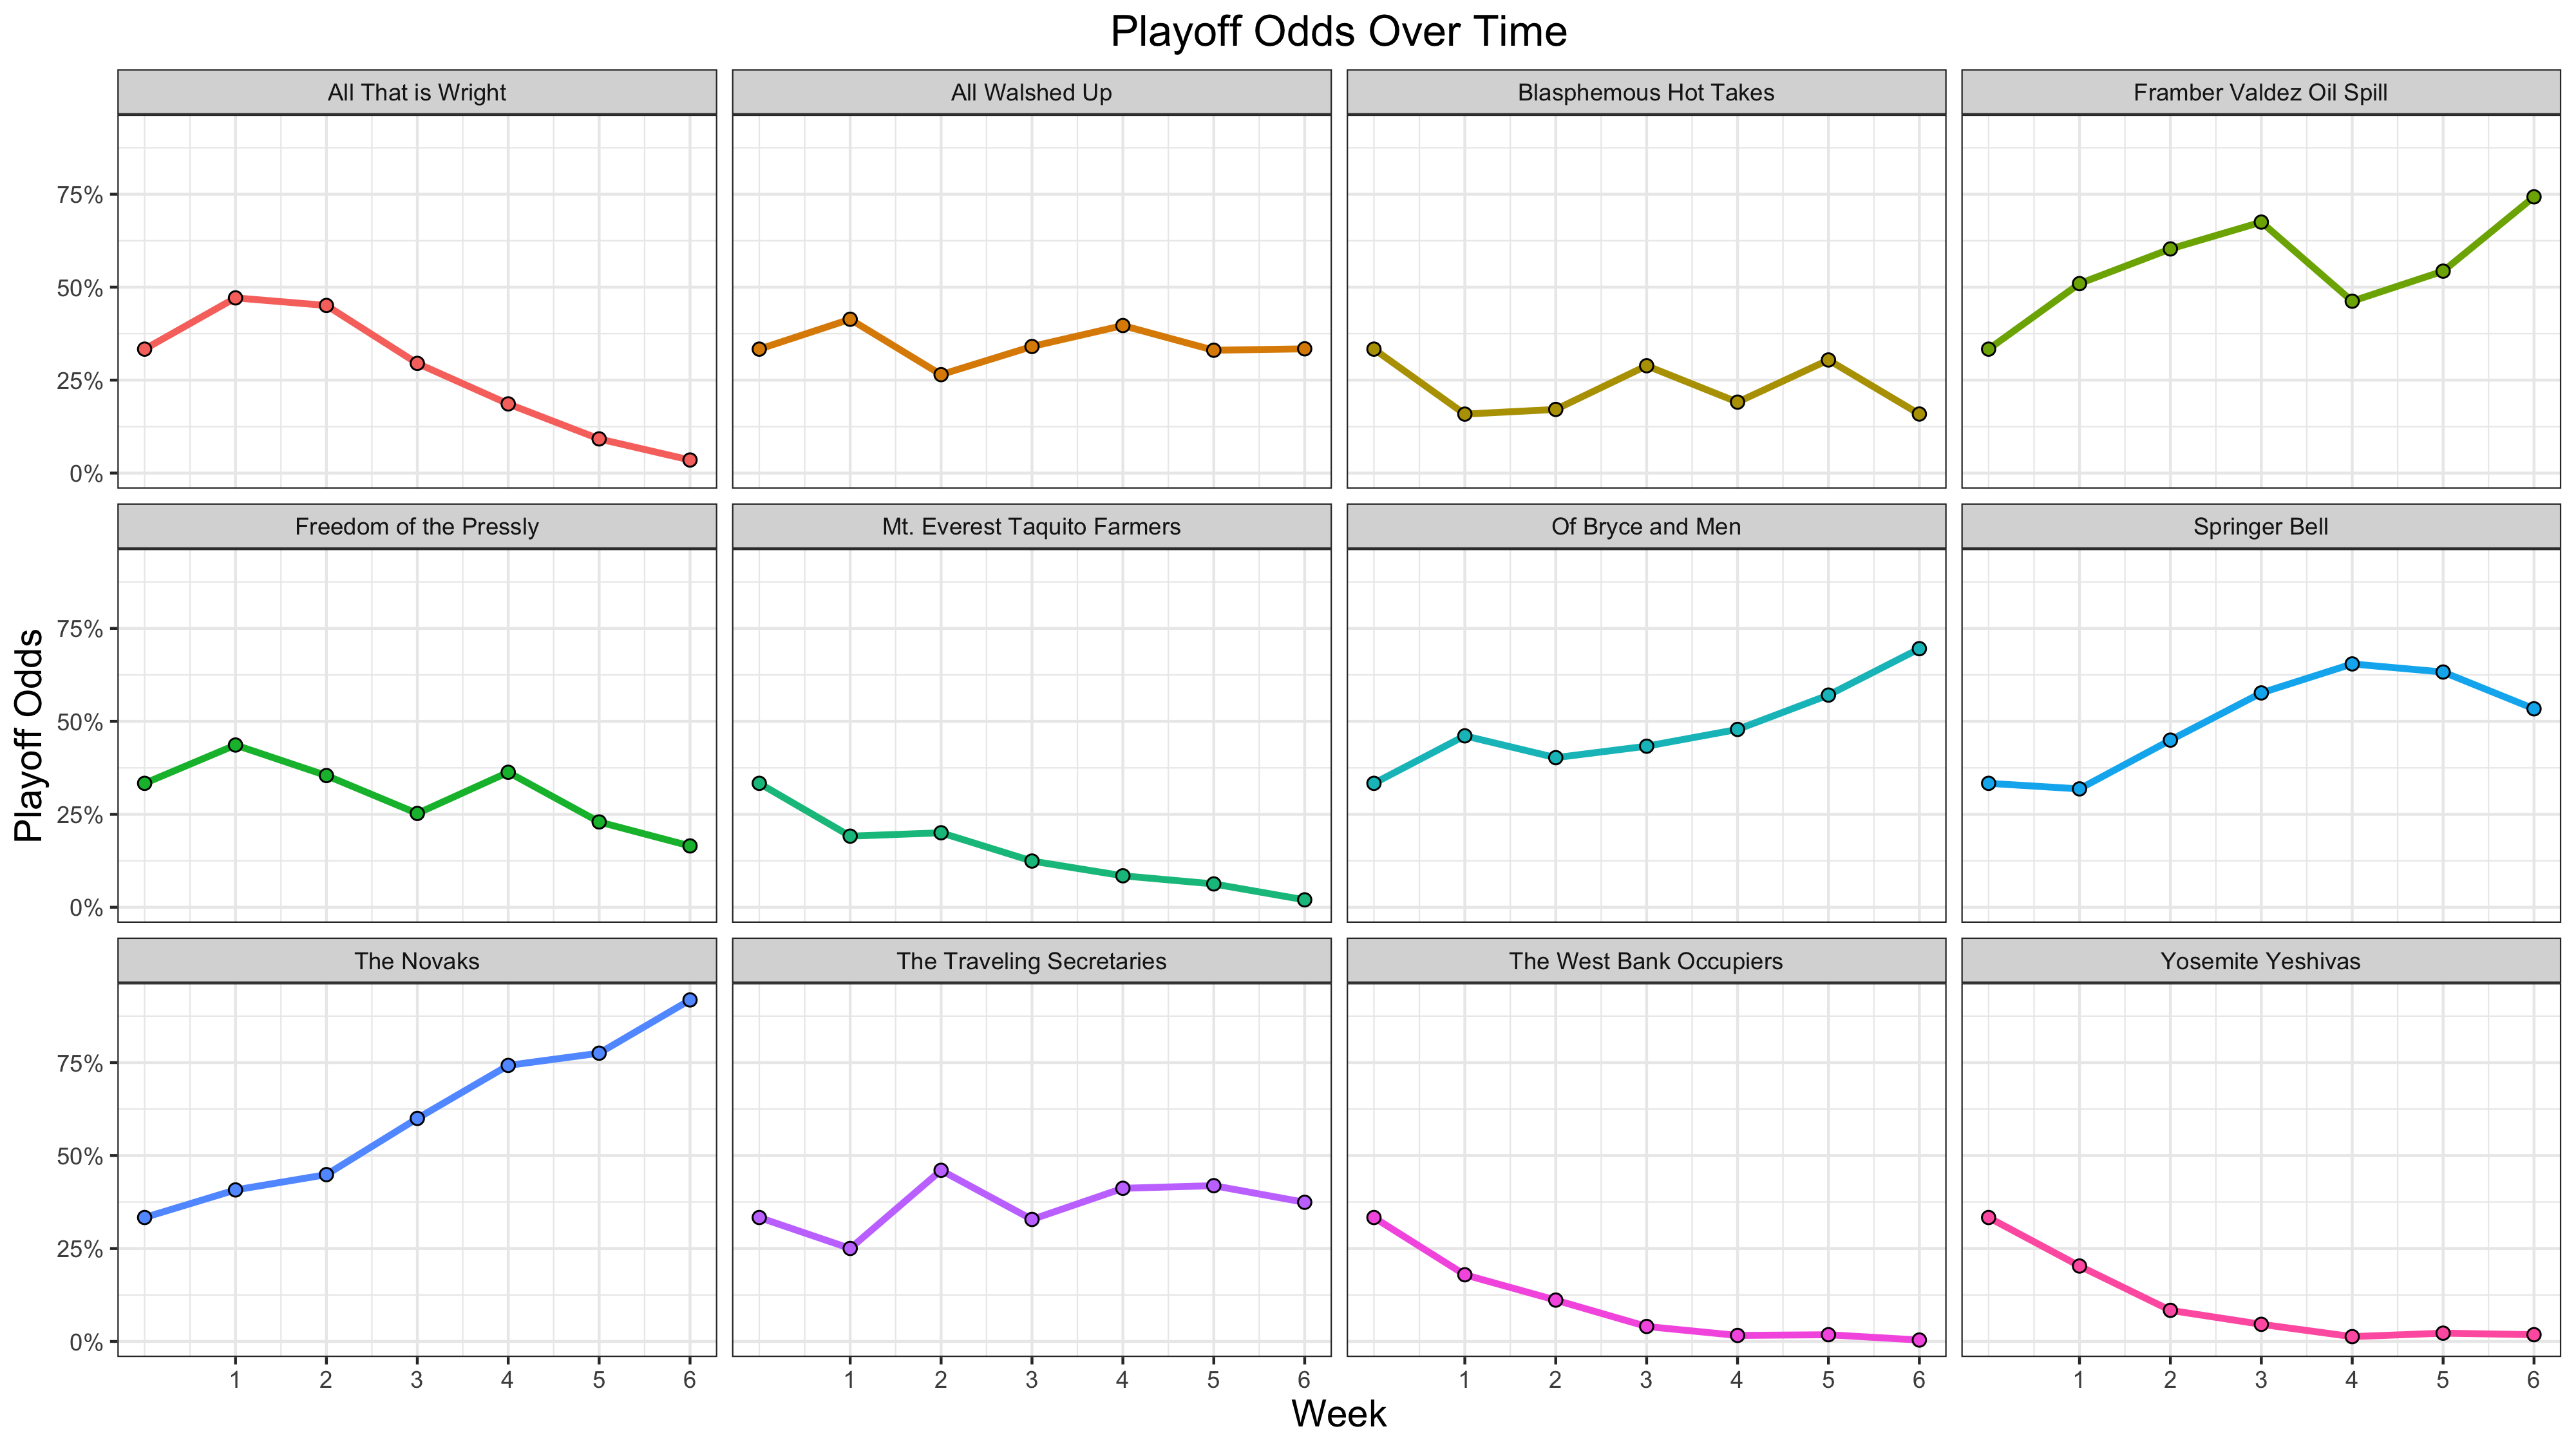 Playoff Odds Over Time
All That is Wright
All Walshed Up
Blasphemous Hot Takes
Framber Valdez Oil Spill
75%
50%
25%
0%
Freedom of the Pressly
Mt. Everest Taquito Farmers
Of Bryce and Men
Springer Bell
75%
50%
25%
0%
Playoff Odds
The Novaks
The Traveling Secretaries
The West Bank Occupiers
Yosemite Yeshivas
75%
50%
25%
0%
1 2 3 4 5 6
1 2 3 4 5 6
1 2 3 4 5 6
1 2 3 4 5 6
Week